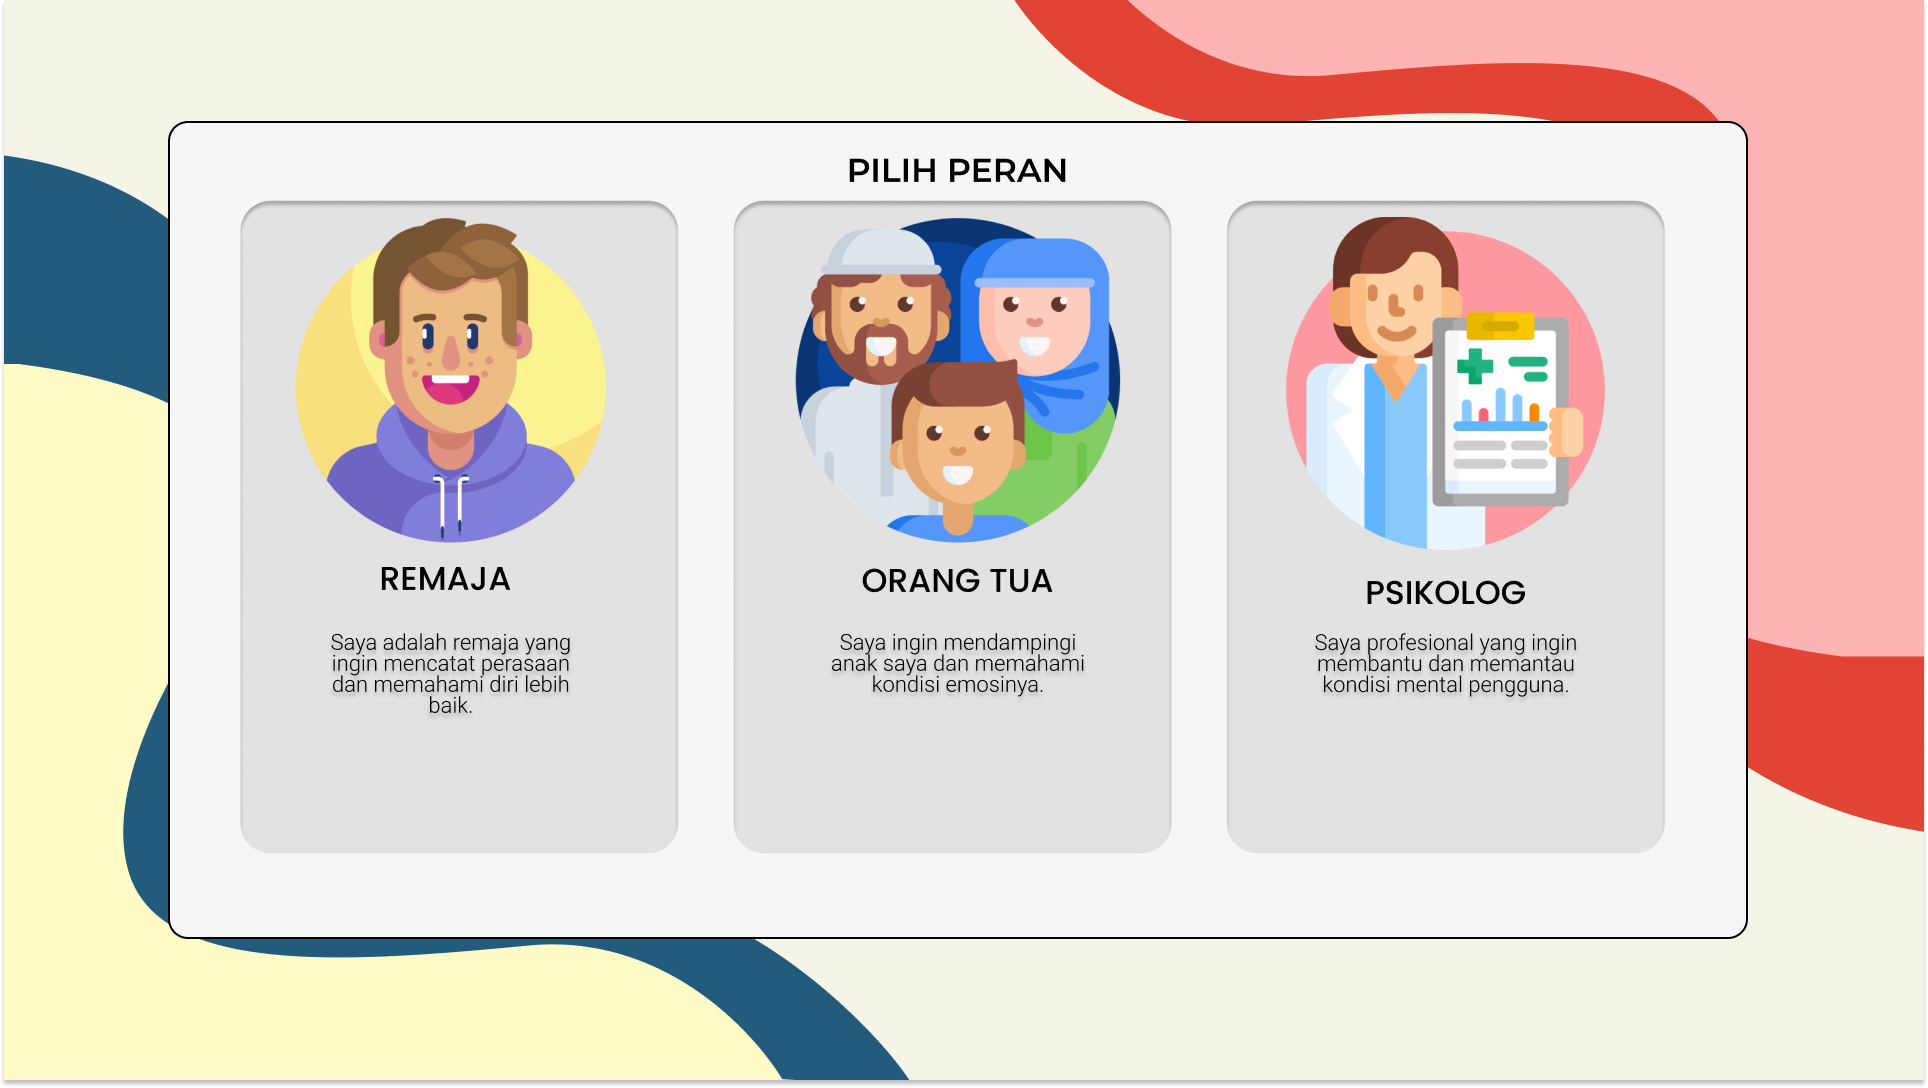 PILIH PERAN
REMAJA
Saya adalah remaja yang
ingin mencatat perasaan
dan memahami diri lebih
baik.
ORANG TUA
Saya ingin mendampingi
anak saya dan memahami
kondisi emosinya.
PSIKOLOG
Saya profesional yang ingin
membantu dan memantau
kondisi mental pengguna.